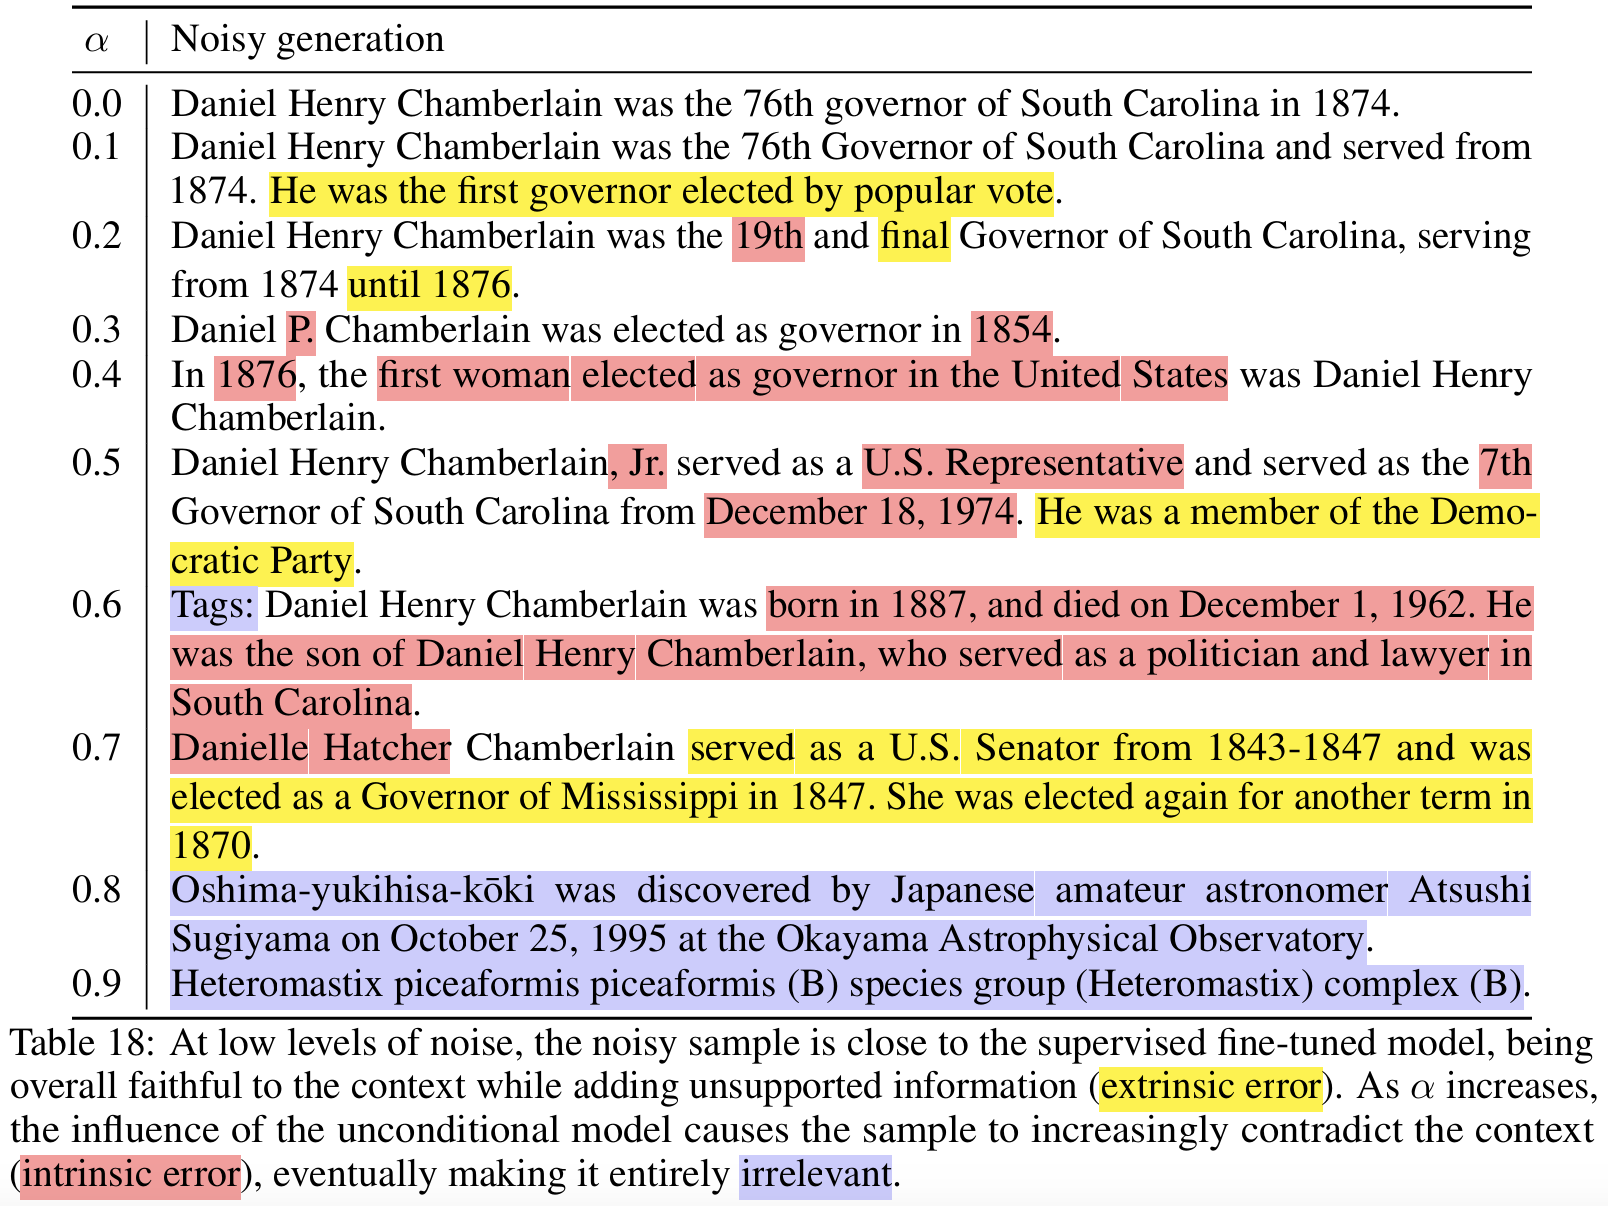 α Noisy generation
0.0 Daniel Henry Chamberlain was the 76th governor of South Carolina in 1874.
0.1 Daniel Henry Chamberlain was the 76th Governor of South Carolina and served from
1874. He was the first governor elected by popular vote.
0.2 Daniel Henry Chamberlain was the 19th and final Governor of South Carolina, serving
from 1874 until 1876.
0.3 Daniel P. Chamberlain was elected as governor in 1854.
0.4 In 1876, the first woman elected as governor in the United States was Daniel Henry
Chamberlain.
0.5 Daniel Henry Chamberlain, Jr. served as a U.S. Representative and served as the 7th
Governor of South Carolina from December 18, 1974. He was a member of the Demo-
cratic Party.
0.6 Tags: Daniel Henry Chamberlain was born in 1887, and died on December 1, 1962. He
was the son of Daniel Henry Chamberlain, who served as a politician and lawyer in
South Carolina.
0.7 Danielle Hatcher Chamberlain served as a U.S. Senator from 1843-1847 and was
elected as a Governor of Mississippi in 1847. She was elected again for another term in
1870.
0.8 Oshima-yukihisa-kōki was discovered by Japanese amateur astronomer Atsushi
Sugiyama on October 25, 1995 at the Okayama Astrophysical Observatory.
0.9 Heteromastix piceaformis piceaformis (B) species group (Heteromastix) complex (B).
Table 18: At low levels of noise, the noisy sample is close to the supervised fine-tuned model, being
overall faithful to the context while adding unsupported information (extrinsic error). As α increases,
the influence of the unconditional model causes the sample to increasingly contradict the context
(intrinsic error), eventually making it entirely irrelevant.